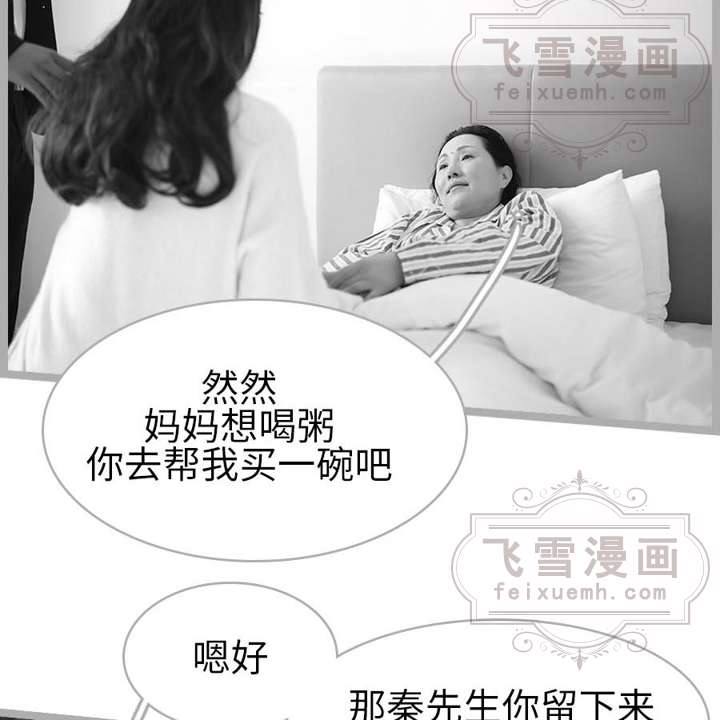 飞雪漫画
feixuemh.com
然然
妈妈想喝粥
你去帮我买一碗吧
飞雪漫画
feixuemh.com
嗯好
那秦先生你留下来